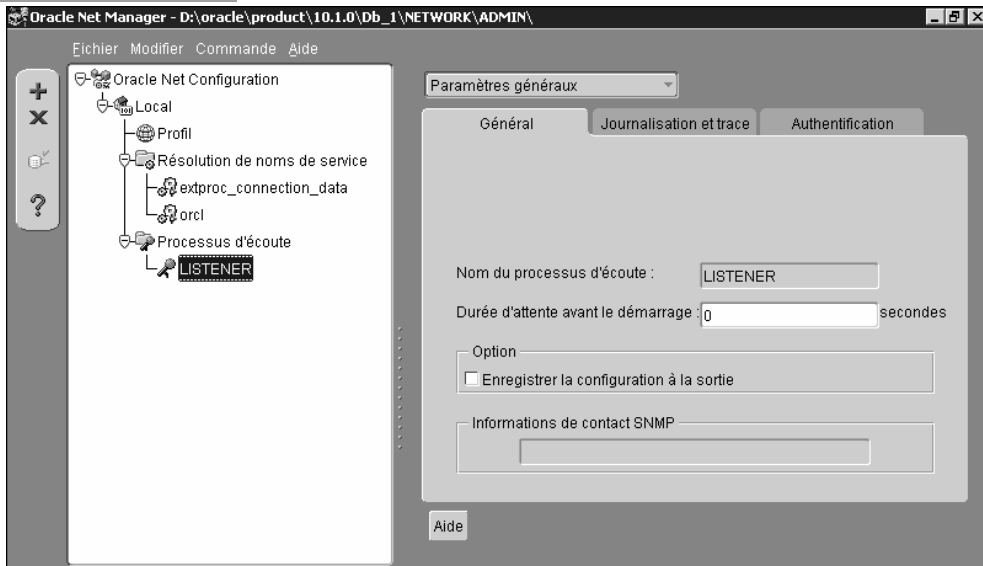 Oracle Net Manager - D:\oracle\product\10.1.0\Db_1\NETWORK\ADMIN\
Fichier Modifier Commande Aide
Oracle Net Configuration
Local
Profil
Résolution de noms de service
extproc_connection_data
orcl
Processus d'écoute
LISTENER
Paramètres généraux
Général Journalisation et trace Authentification
Nom du processus d'écoute : LISTENER
Durée d'attente avant le démarrage : 0 secondes
Option
Enregistrer la configuration à la sortie
Informations de contact SNMP
Aide